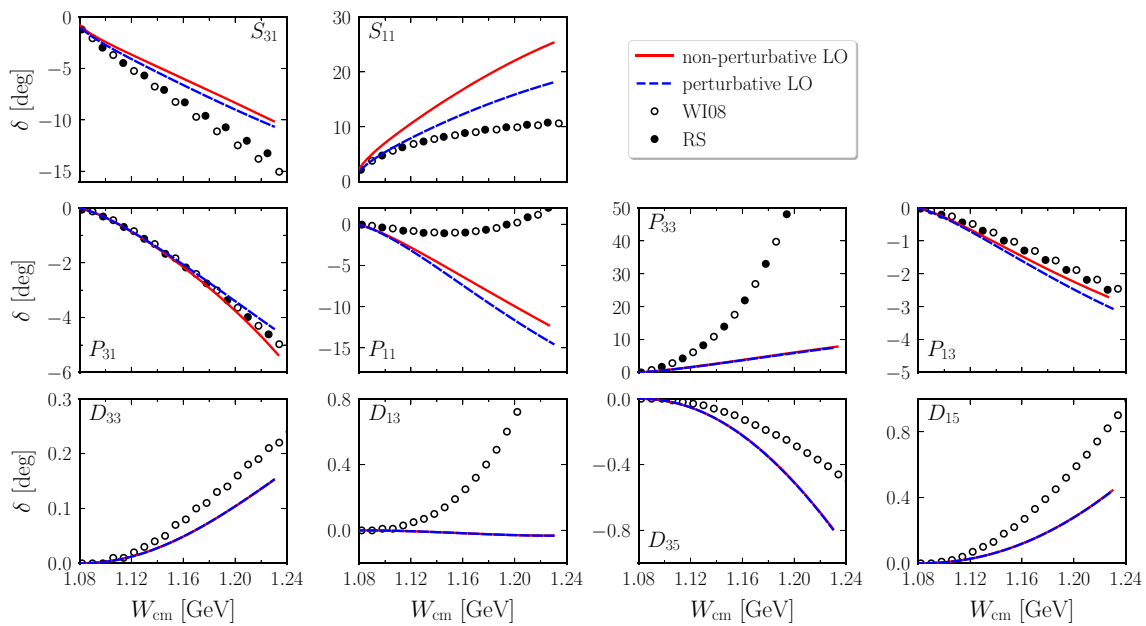 0
−5
−10
−15
δ [deg]
S31
30
20
10
0
S11
non-perturbative LO
perturbative LO
WI08
RS
0
−2
−4
−6
δ [deg]
P31
0
−5
−10
−15
P11
50
40
30
20
10
0
P33
0
−1
−2
−3
−4
−5
P13
0.3
0.2
0.1
0.0
δ [deg]
D33
0.8
0.4
0.0
D13
0.0
−0.4
−0.8
D35
0.8
0.4
0.0
D15
1.08 1.12 1.16 1.20 1.24
1.08 1.12 1.16 1.20 1.24
1.08 1.12 1.16 1.20 1.24
1.08 1.12 1.16 1.20 1.24
Wcm [GeV]
Wcm [GeV]
Wcm [GeV]
Wcm [GeV]